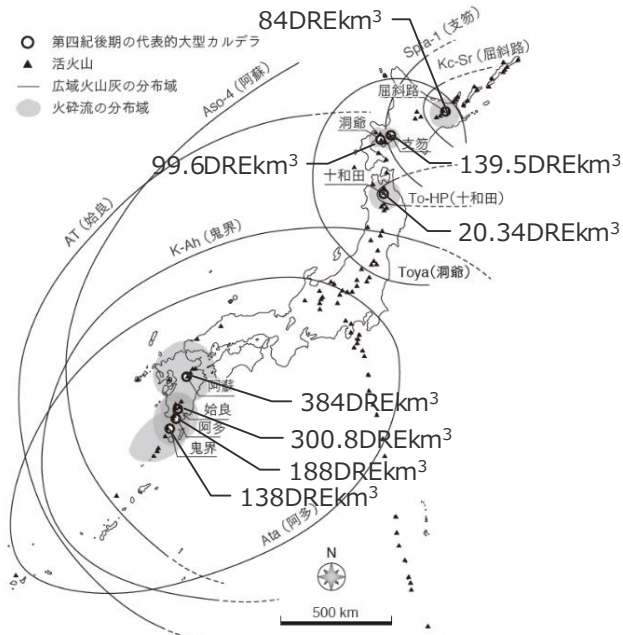 第四紀後期の代表的大型カルデラ
活火山
広域火山灰の分布域
火砕流の分布域
84DREkm³
Spfa-1 (支笏)
Kc-Sr (屈斜路)
屈斜路
Aso-4 (阿蘇)
洞爺
支笏
99.6DREkm³
139.5DREkm³
十和田
To-HP(十和田)
20.34DREkm³
AT (姶良)
K-Ah (鬼界)
Toya(洞爺)
阿蘇
384DREkm³
姶良
300.8DREkm³
阿多
188DREkm³
鬼界
138DREkm³
Ata (阿多)
N
500 km